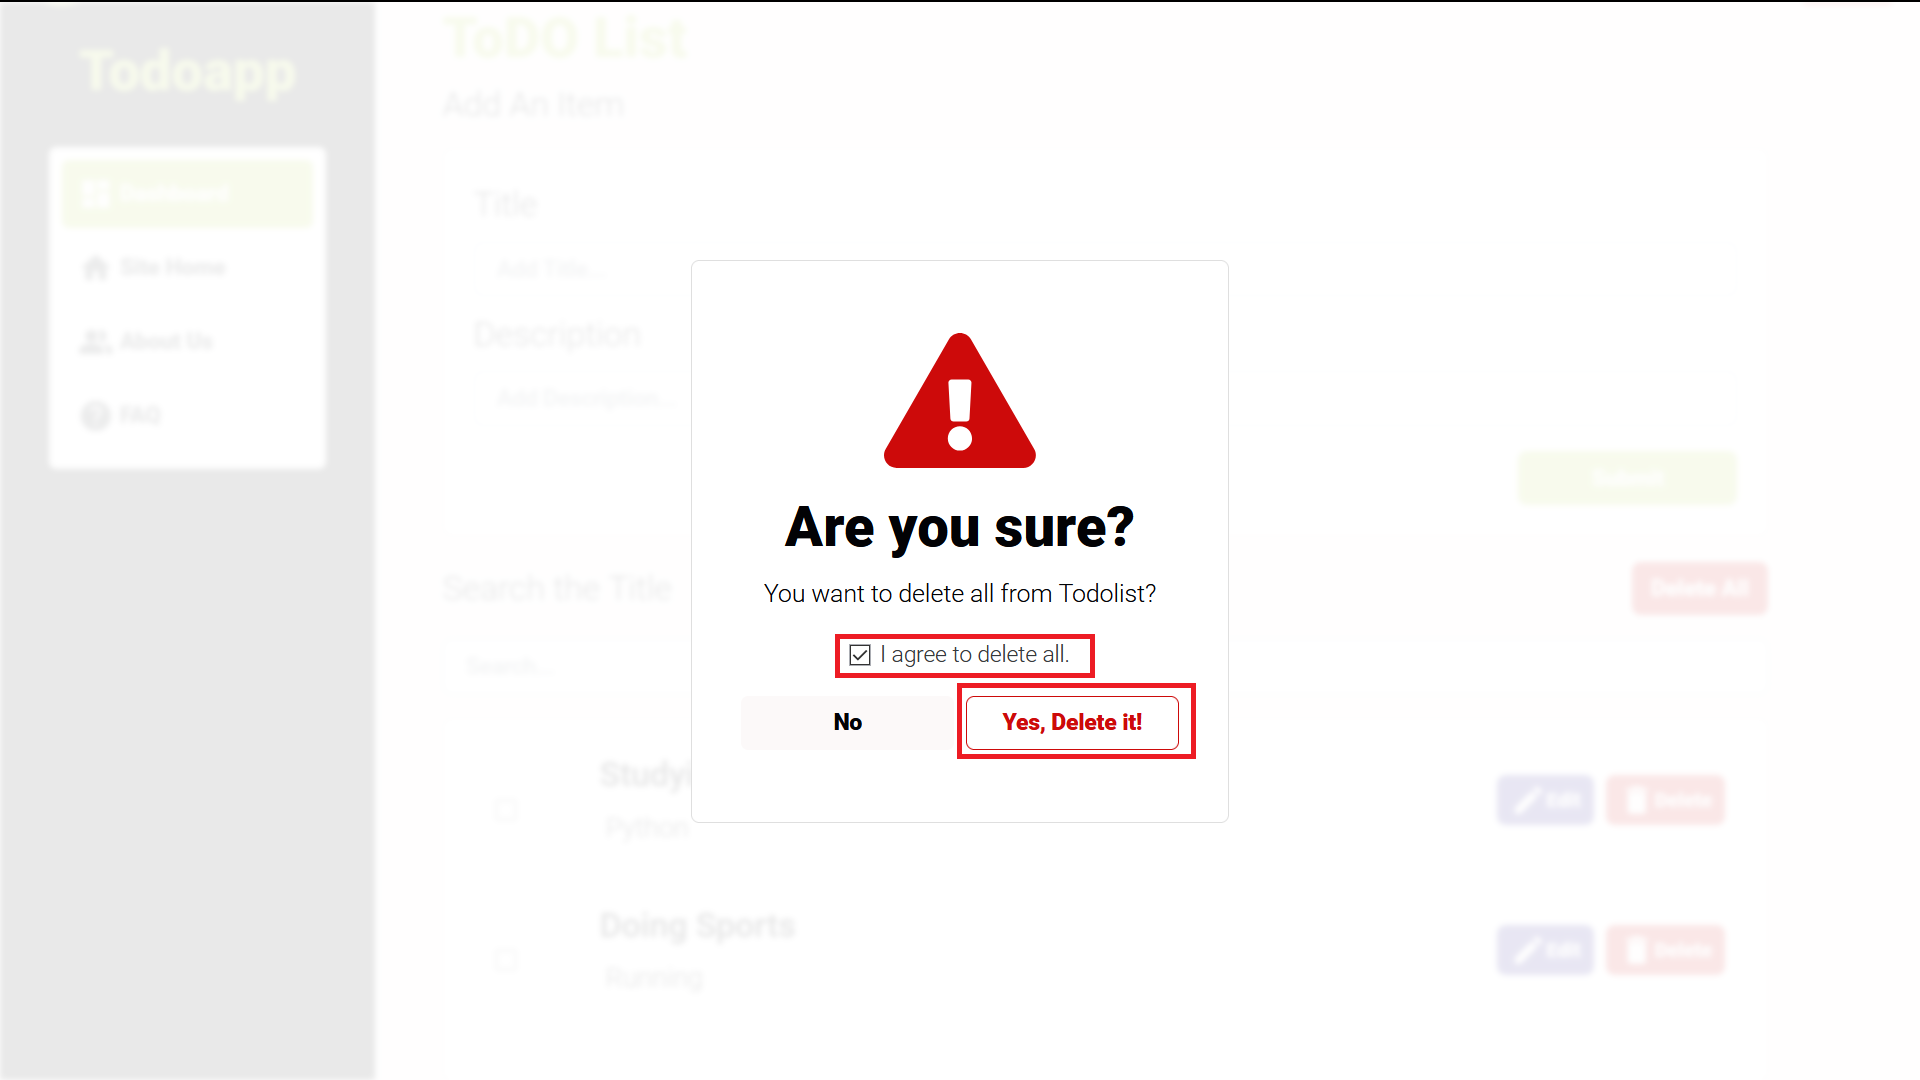 Todoapp
Dashboard
Site Home
About Us
FAQ
ToDO List
Add An Item
Title
Add Title...
Description
Add Description...
Submit
Search the Title
Delete All
Search...
Are you sure?
You want to delete all from Todolist?
I agree to delete all.
No
Yes, Delete it!
Python
Edit
Delete
Doing Sports
Running
Edit
Delete